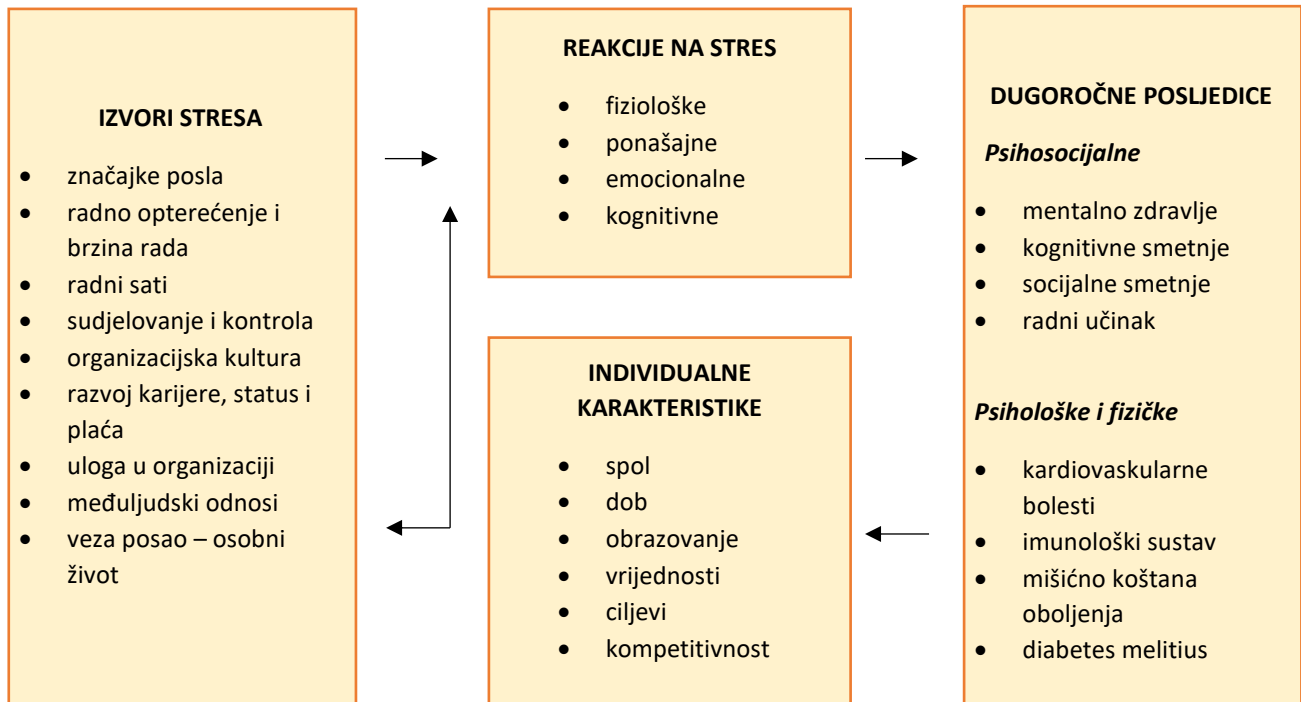 IZVORI STRESA
• značajke posla
• radno opterećenje i
brzina rada
• radni sati
• sudjelovanje i kontrola
• organizacijska kultura
• razvoj karijere, status i
plaća
• uloga u organizaciji
• međuljudski odnosi
• veza posao – osobni
život
REAKCIJE NA STRES
• fiziološke
• ponašajne
• emocionalne
• kognitivne
INDIVIDUALNE
KARAKTERISTIKE
• spol
• dob
• obrazovanje
• vrijednosti
• ciljevi
• kompetitivnost
DUGOROČNE POSLJEDICE
Psihosocijalne
• mentalno zdravlje
• kognitivne smetnje
• socijalne smetnje
• radni učinak
Psihološke i fizičke
• kardiovaskularne
bolesti
• imunološki sustav
• mišićno koštana
oboljenja
• diabetes melitius